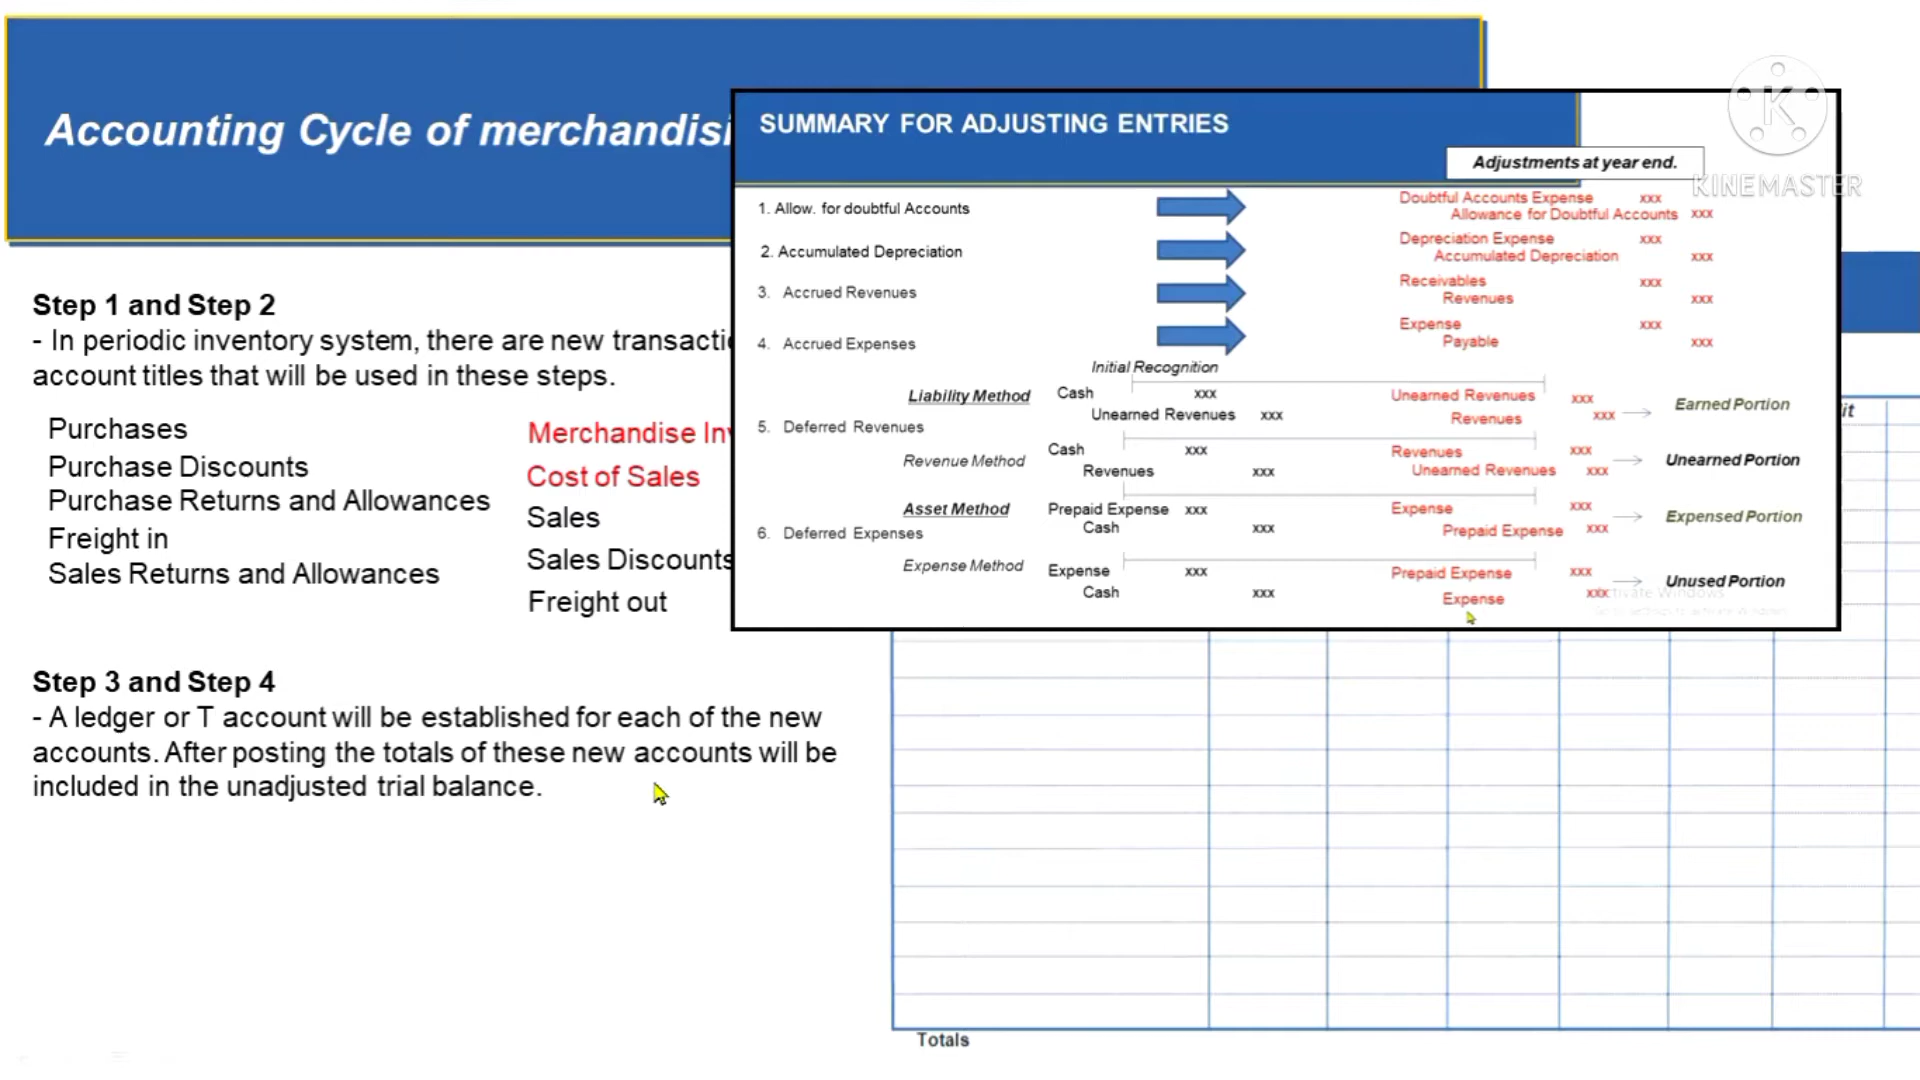 Accounting Cycle of merchandisi
Step 1 and Step 2
- In periodic inventory system, there are new transacti
account titles that will be used in these steps.
Purchases
Purchase Discounts
Purchase Returns and Allowances
Freight in
Sales Returns and Allowances
Merchandise In
Cost of Sales
Sales
Sales Discounts
Freight out
Step 3 and Step 4
- A ledger or T account will be established for each of the new
accounts. After posting the totals of these new accounts will be
included in the unadjusted trial balance.
SUMMARY FOR ADJUSTING ENTRIES
Adjustments at year end.
K
KINEMASTER
1. Allow. for doubtful Accounts
Doubtful Accounts Expense xxx
Allowance for Doubtful Accounts xxx
2. Accumulated Depreciation
Depreciation Expense xxx
Accumulated Depreciation xxx
3. Accrued Revenues
Receivables xxx
Revenues xxx
4. Accrued Expenses
Expense xxx
Payable xxx
Initial Recognition
Liability Method Cash xxx Unearned Revenues xxx
Unearned Revenues xxx Revenues xxx Earned Portion
5. Deferred Revenues
Revenue Method Cash xxx Revenues xxx Unearned Portion
Revenues xxx Unearned Revenues xxx
Asset Method Prepaid Expense xxx Expense xxx Expensed Portion
Cash xxx Prepaid Expense xxx
6. Deferred Expenses
Expense Method Expense xxx Prepaid Expense xxx Unused Portion
Cash xxx Expense xxx
it
Totals